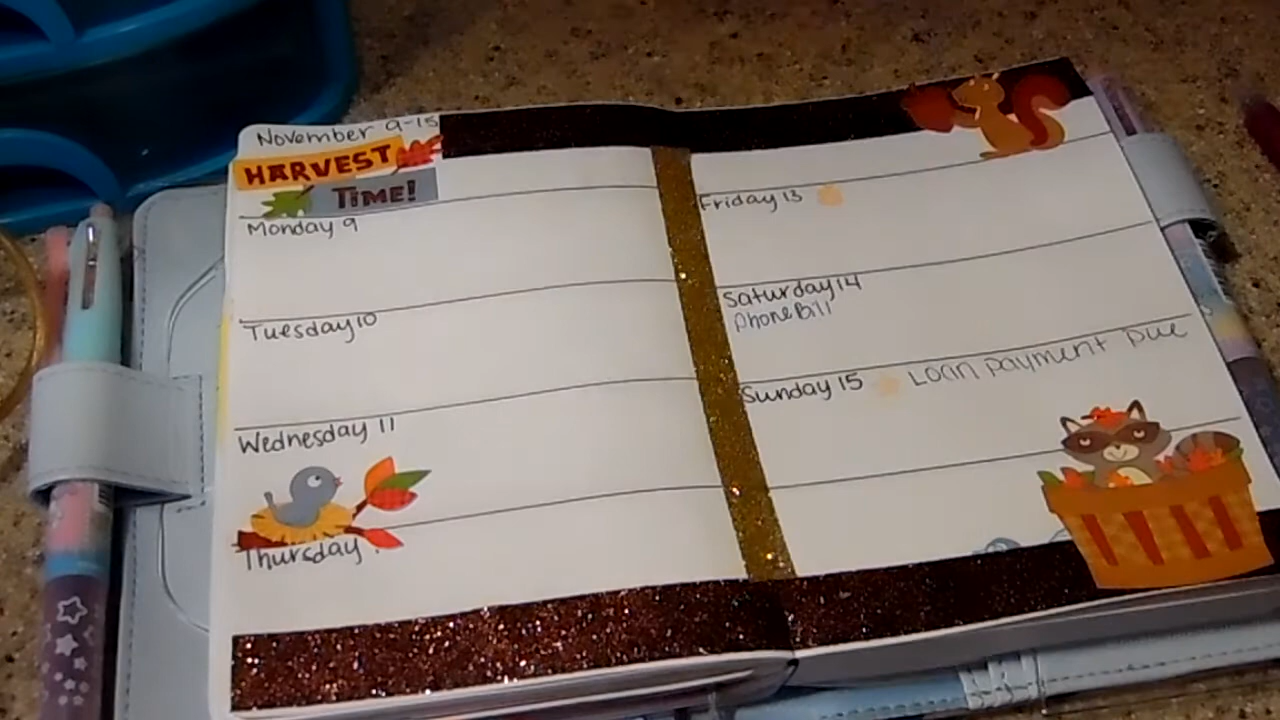 November 9-15
HARVEST
TIME!
Monday 9
Tuesday 10
Wednesday 11
Thursday
Friday 13
Saturday 14
Phone Bill
Sunday 15 Loan payment Due